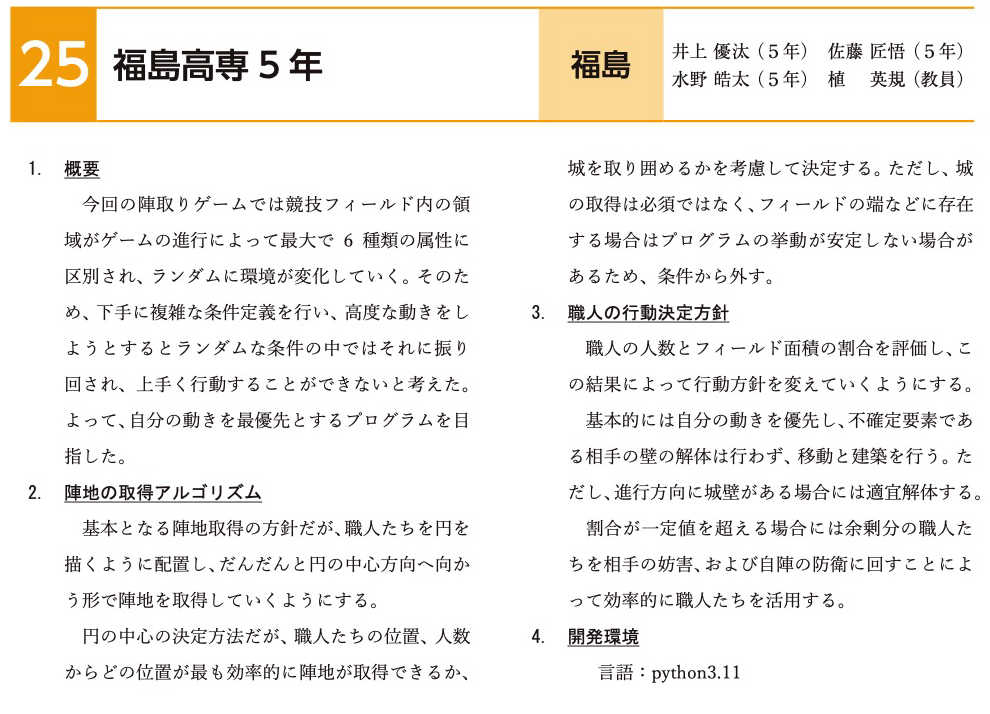 25
福島高専5年
福島
井上 優汰（5年） 佐藤 匠悟（5年）
水野 皓太（5年） 植 英規（教員）
1. 概要
今回の陣取りゲームでは競技フィールド内の領
域がゲームの進行によって最大で 6 種類の属性に
区別され、ランダムに環境が変化していく。そのた
め、下手に複雑な条件定義を行い、高度な動きをし
ようとするとランダムな条件の中ではそれに振り
回され、上手く行動することができないと考えた。
よって、自分の動きを最優先とするプログラムを目
指した。
2. 陣地の取得アルゴリズム
基本となる陣地取得の方針だが、職人たちを円を
描くように配置し、だんだんと円の中心方向へ向か
う形で陣地を取得していくようにする。
円の中心の決定方法だが、職人たちの位置、人数
からどの位置が最も効率的に陣地が取得できるか、
城を取り囲めるかを考慮して決定する。ただし、城
の取得は必須ではなく、フィールドの端などに存在
する場合はプログラムの挙動が安定しない場合が
あるため、条件から外す。
3. 職人の行動決定方針
職人の人数とフィールド面積の割合を評価し、こ
の結果によって行動方針を変えていくようにする。
基本的には自分の動きを優先し、不確定要素であ
る相手の壁の解体は行わず、移動と建築を行う。た
だし、進行方向に城壁がある場合には適宜解体する。
割合が一定値を超える場合には余剰分の職人た
ちを相手の妨害、および自陣の防衛に回すことによ
って効率的に職人たちを活用する。
4. 開発環境
言語：python3.11